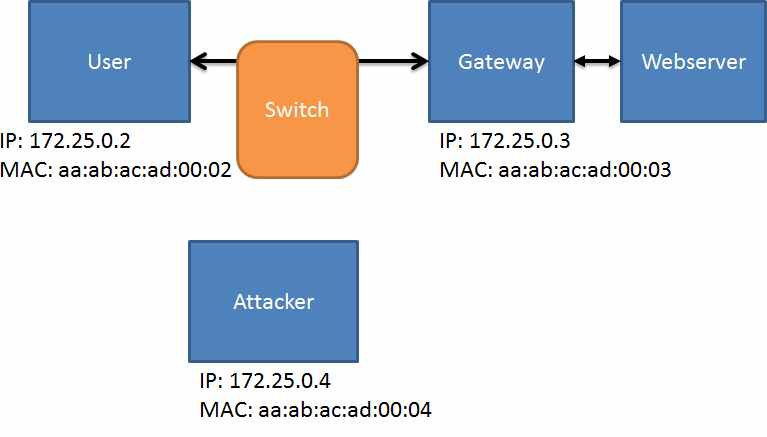 User
Gateway
Webserver
Switch
IP: 172.25.0.2
MAC: aa:ab:ac:ad:00:02
IP: 172.25.0.3
MAC: aa:ab:ac:ad:00:03
Attacker
IP: 172.25.0.4
MAC: aa:ab:ac:ad:00:04